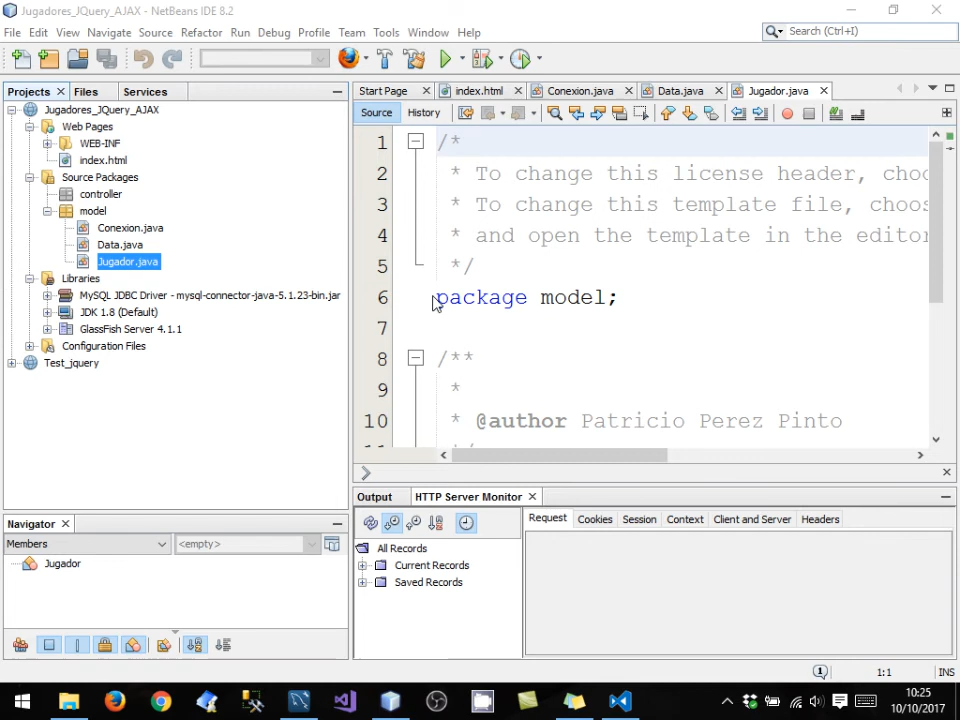 Jugadores_JQuery_AJAX - NetBeans IDE 8.2
File Edit View Navigate Source Refactor Run Debug Profile Team Tools Window Help
Search (Ctrl+I)
Projects Files Services
Start Page index.html Conexion.java Data.java Jugador.java
Source History
Jugadores_JQuery_AJAX
Web Pages
WEB-INF
index.html
Source Packages
controller
model
Conexion.java
Data.java
Jugador.java
Libraries
MySQL JDBC Driver - mysql-connector-java-5.1.23-bin.jar
JDK 1.8 (Default)
GlassFish Server 4.1.1
Configuration Files
Test_jquery
1 /*
2 * To change this license header, choo
3 * To change this template file, choos
4 * and open the template in the editor
5 */
6 package model;
7
8 /**
9 *
10 * @author Patricio Perez Pinto
Navigator
Members <empty>
Jugador
Output HTTP Server Monitor
All Records
Current Records
Saved Records
Request Cookies Session Context Client and Server Headers
1 1:1 INS
10:25
10/10/2017